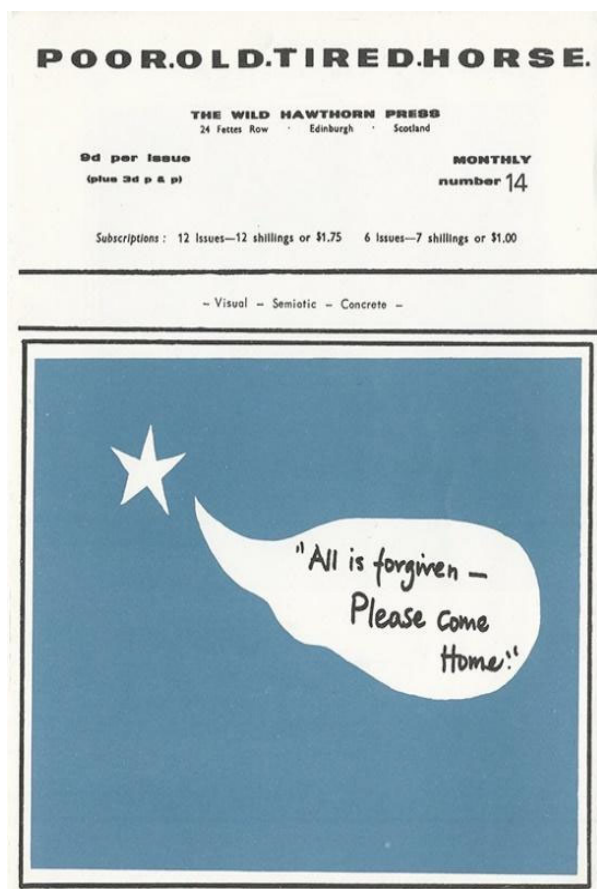 POOR.OLD.TIRED.HORSE.
THE WILD HAWTHORN PRESS
24 Fettes Row · Edinburgh · Scotland
9d per Issue
(plus 3d p & p)
MONTHLY
number 14
Subscriptions : 12 Issues—12 shillings or $1.75 6 Issues—7 shillings or $1.00
– Visual – Semiotic – Concrete –
"All is forgiven –
Please come
Home."